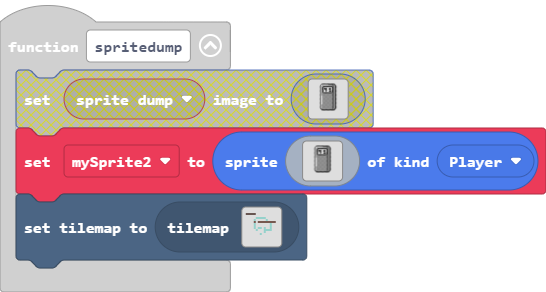 function spritedump
set sprite dump image to
set mySprite2 to sprite of kind Player
set tilemap to tilemap